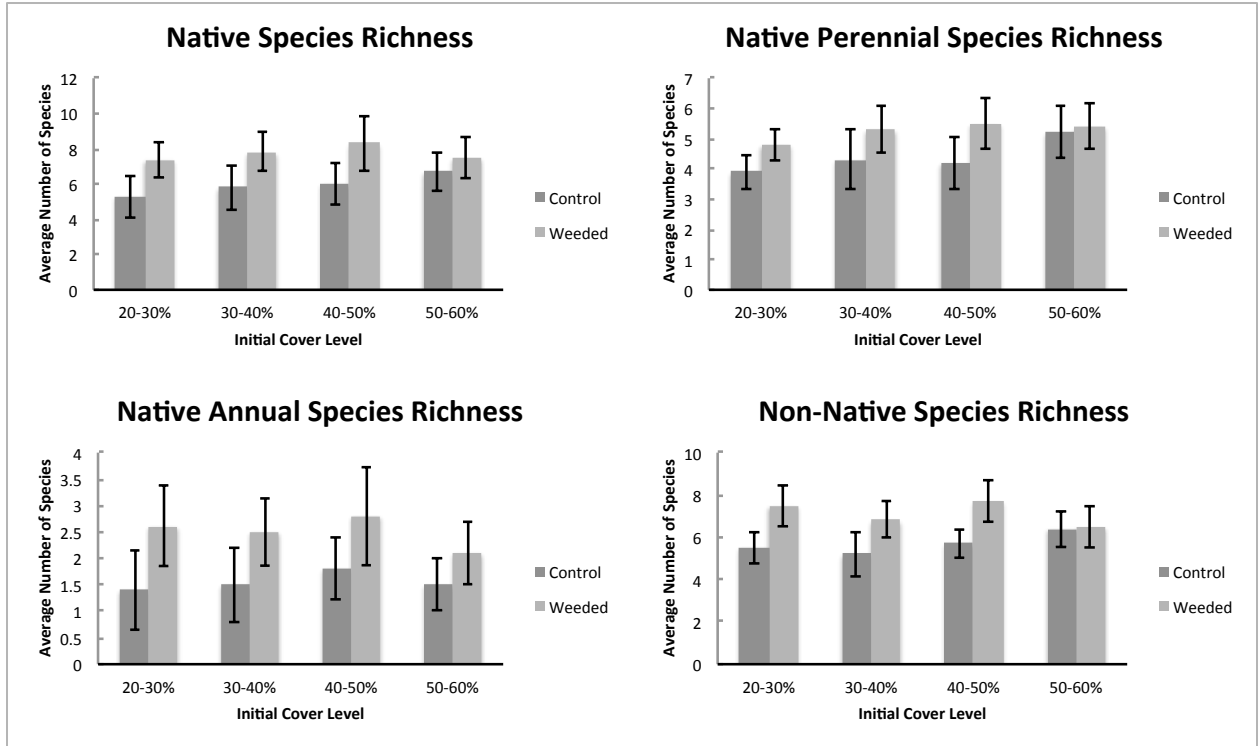 Native Species Richness
Average Number of Species
12
10
8
6
4
2
0
20-30% 30-40% 40-50% 50-60%
Initial Cover Level
Control
Weeded
Native Perennial Species Richness
Average Number of Species
7
6
5
4
3
2
1
0
20-30% 30-40% 40-50% 50-60%
Initial Cover Level
Control
Weeded
Native Annual Species Richness
Average Number of Species
4
3.5
3
2.5
2
1.5
1
0.5
0
20-30% 30-40% 40-50% 50-60%
Initial Cover Level
Control
Weeded
Non-Native Species Richness
Average Number of Species
10
8
6
4
2
0
20-30% 30-40% 40-50% 50-60%
Initial Cover Level
Control
Weeded